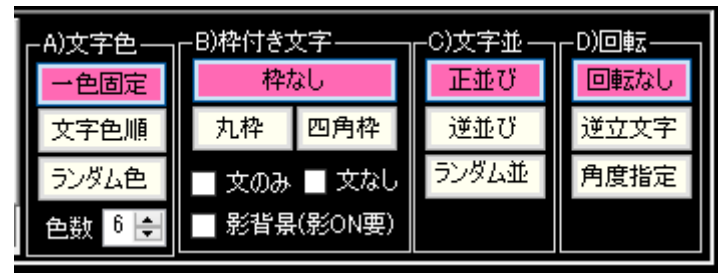 A)文字色
一色固定
文字色順
ランダム色
色数 6
B)枠付き文字
枠なし
丸枠 四角枠
文のみ 文なし
影背景(影ON要)
C)文字並
正並び
逆並び
ランダム並
D)回転
回転なし
逆立文字
角度指定